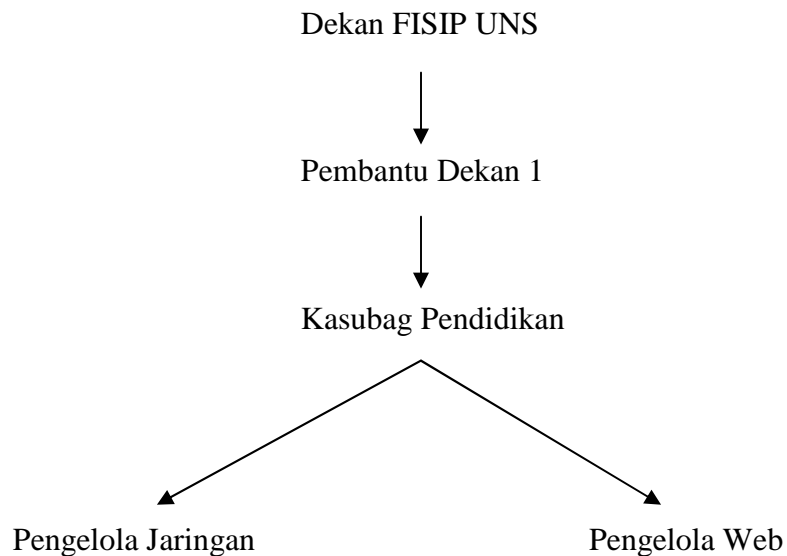 Dekan FISIP UNS
Pembantu Dekan 1
Kasubag Pendidikan
Pengelola Jaringan
Pengelola Web